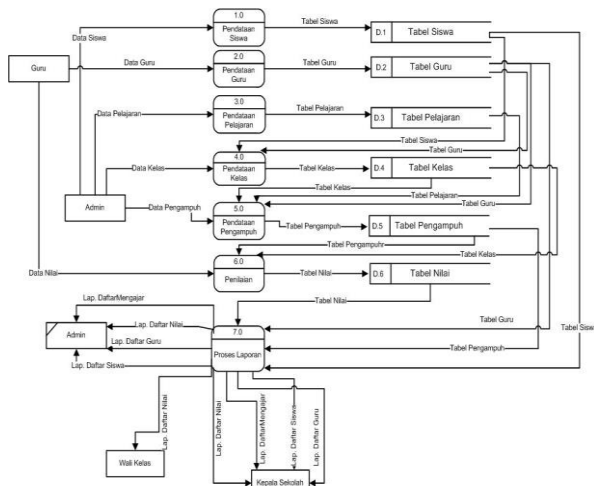 1.0
Pendataan
Siswa
Tabel Siswa
D.1 Tabel Siswa
Data Siswa
Guru
Data Guru
2.0
Pendataan
Guru
Tabel Guru
D.2 Tabel Guru
3.0
Pendataan
Pelajaran
Data Pelajaran
Tabel Pelajaran
D.3 Tabel Pelajaran
Tabel Siswa
Tabel Guru
4.0
Pendataan
Kelas
Data Kelas
Tabel Kelas
D.4 Tabel Kelas
Tabel Kelas
Tabel Pelajaran
Tabel Guru
Admin
Data Pengampuh
5.0
Pendataan
Pengampuh
Tabel Pengampuh
D.5 Tabel Pengampuh
Tabel Pengampuhr
Tabel Kelas
Data Nilai
6.0
Penilaian
Tabel Nilai
D.6 Tabel Nilai
Tabel Nilai
Lap. DaftarMengajar
Admin
Lap. Daftar Nilai
Lap. Daftar Guru
Lap. Daftar Siswa
7.0
Proses Laporan
Tabel Guru
Tabel Pengampuh
Tabel Sisw
Lap. Daftar Nilai
Lap. Daftar Nilai
Lap. DaftarMengajar
Lap. Daftar Siswa
Lap. Daftar Guru
Wali Kelas
Kepala Sekolah